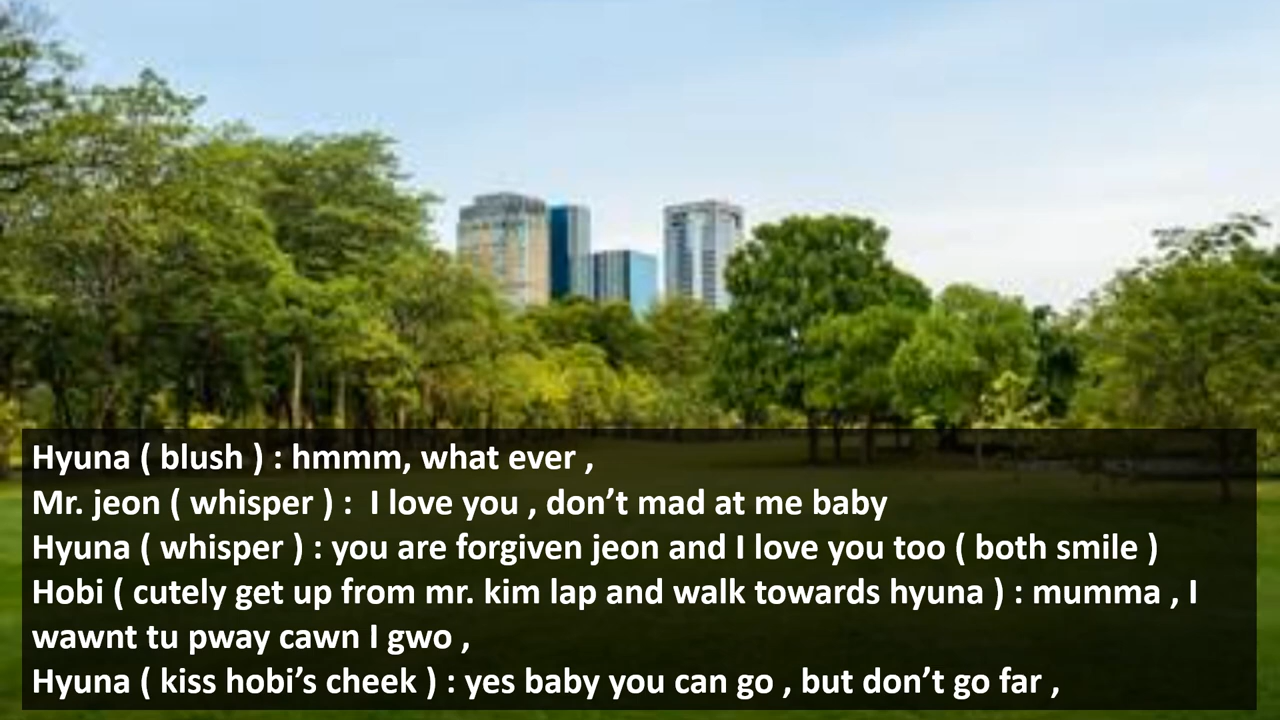 Hyuna ( blush ) : hmmm, what ever ,
Mr. jeon ( whisper ) :  I love you , don’t mad at me baby
Hyuna ( whisper ) : you are forgiven jeon and I love you too ( both smile )
Hobi ( cutely get up from mr. kim lap and walk towards hyuna ) : mumma , I
wawnt tu pway cawn I gwo ,
Hyuna ( kiss hobi’s cheek ) : yes baby you can go , but don’t go far ,